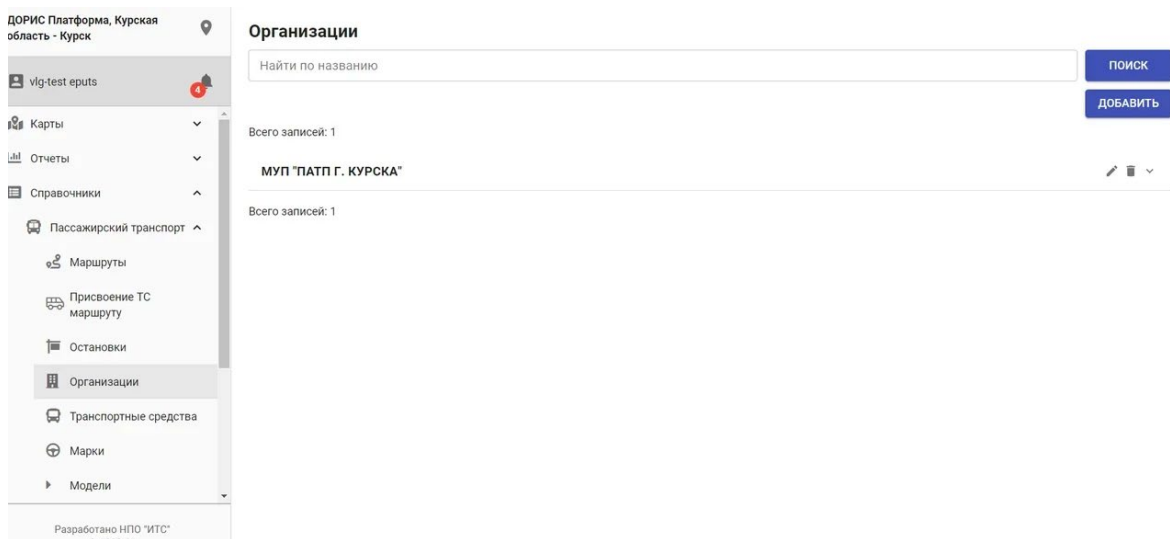 ДОРИС Платформа, Курская
область - Курск
vlg-test eputs
4
Карты
Отчеты
Справочники
Пассажирский транспорт
Маршруты
Присвоение ТС
маршруту
Остановки
Организации
Транспортные средства
Марки
Модели
Разработано НПО "ИТС"
Организации
Найти по названию
ПОИСК
ДОБАВИТЬ
Всего записей: 1
МУП "ПАТП Г. КУРСКА"
Всего записей: 1